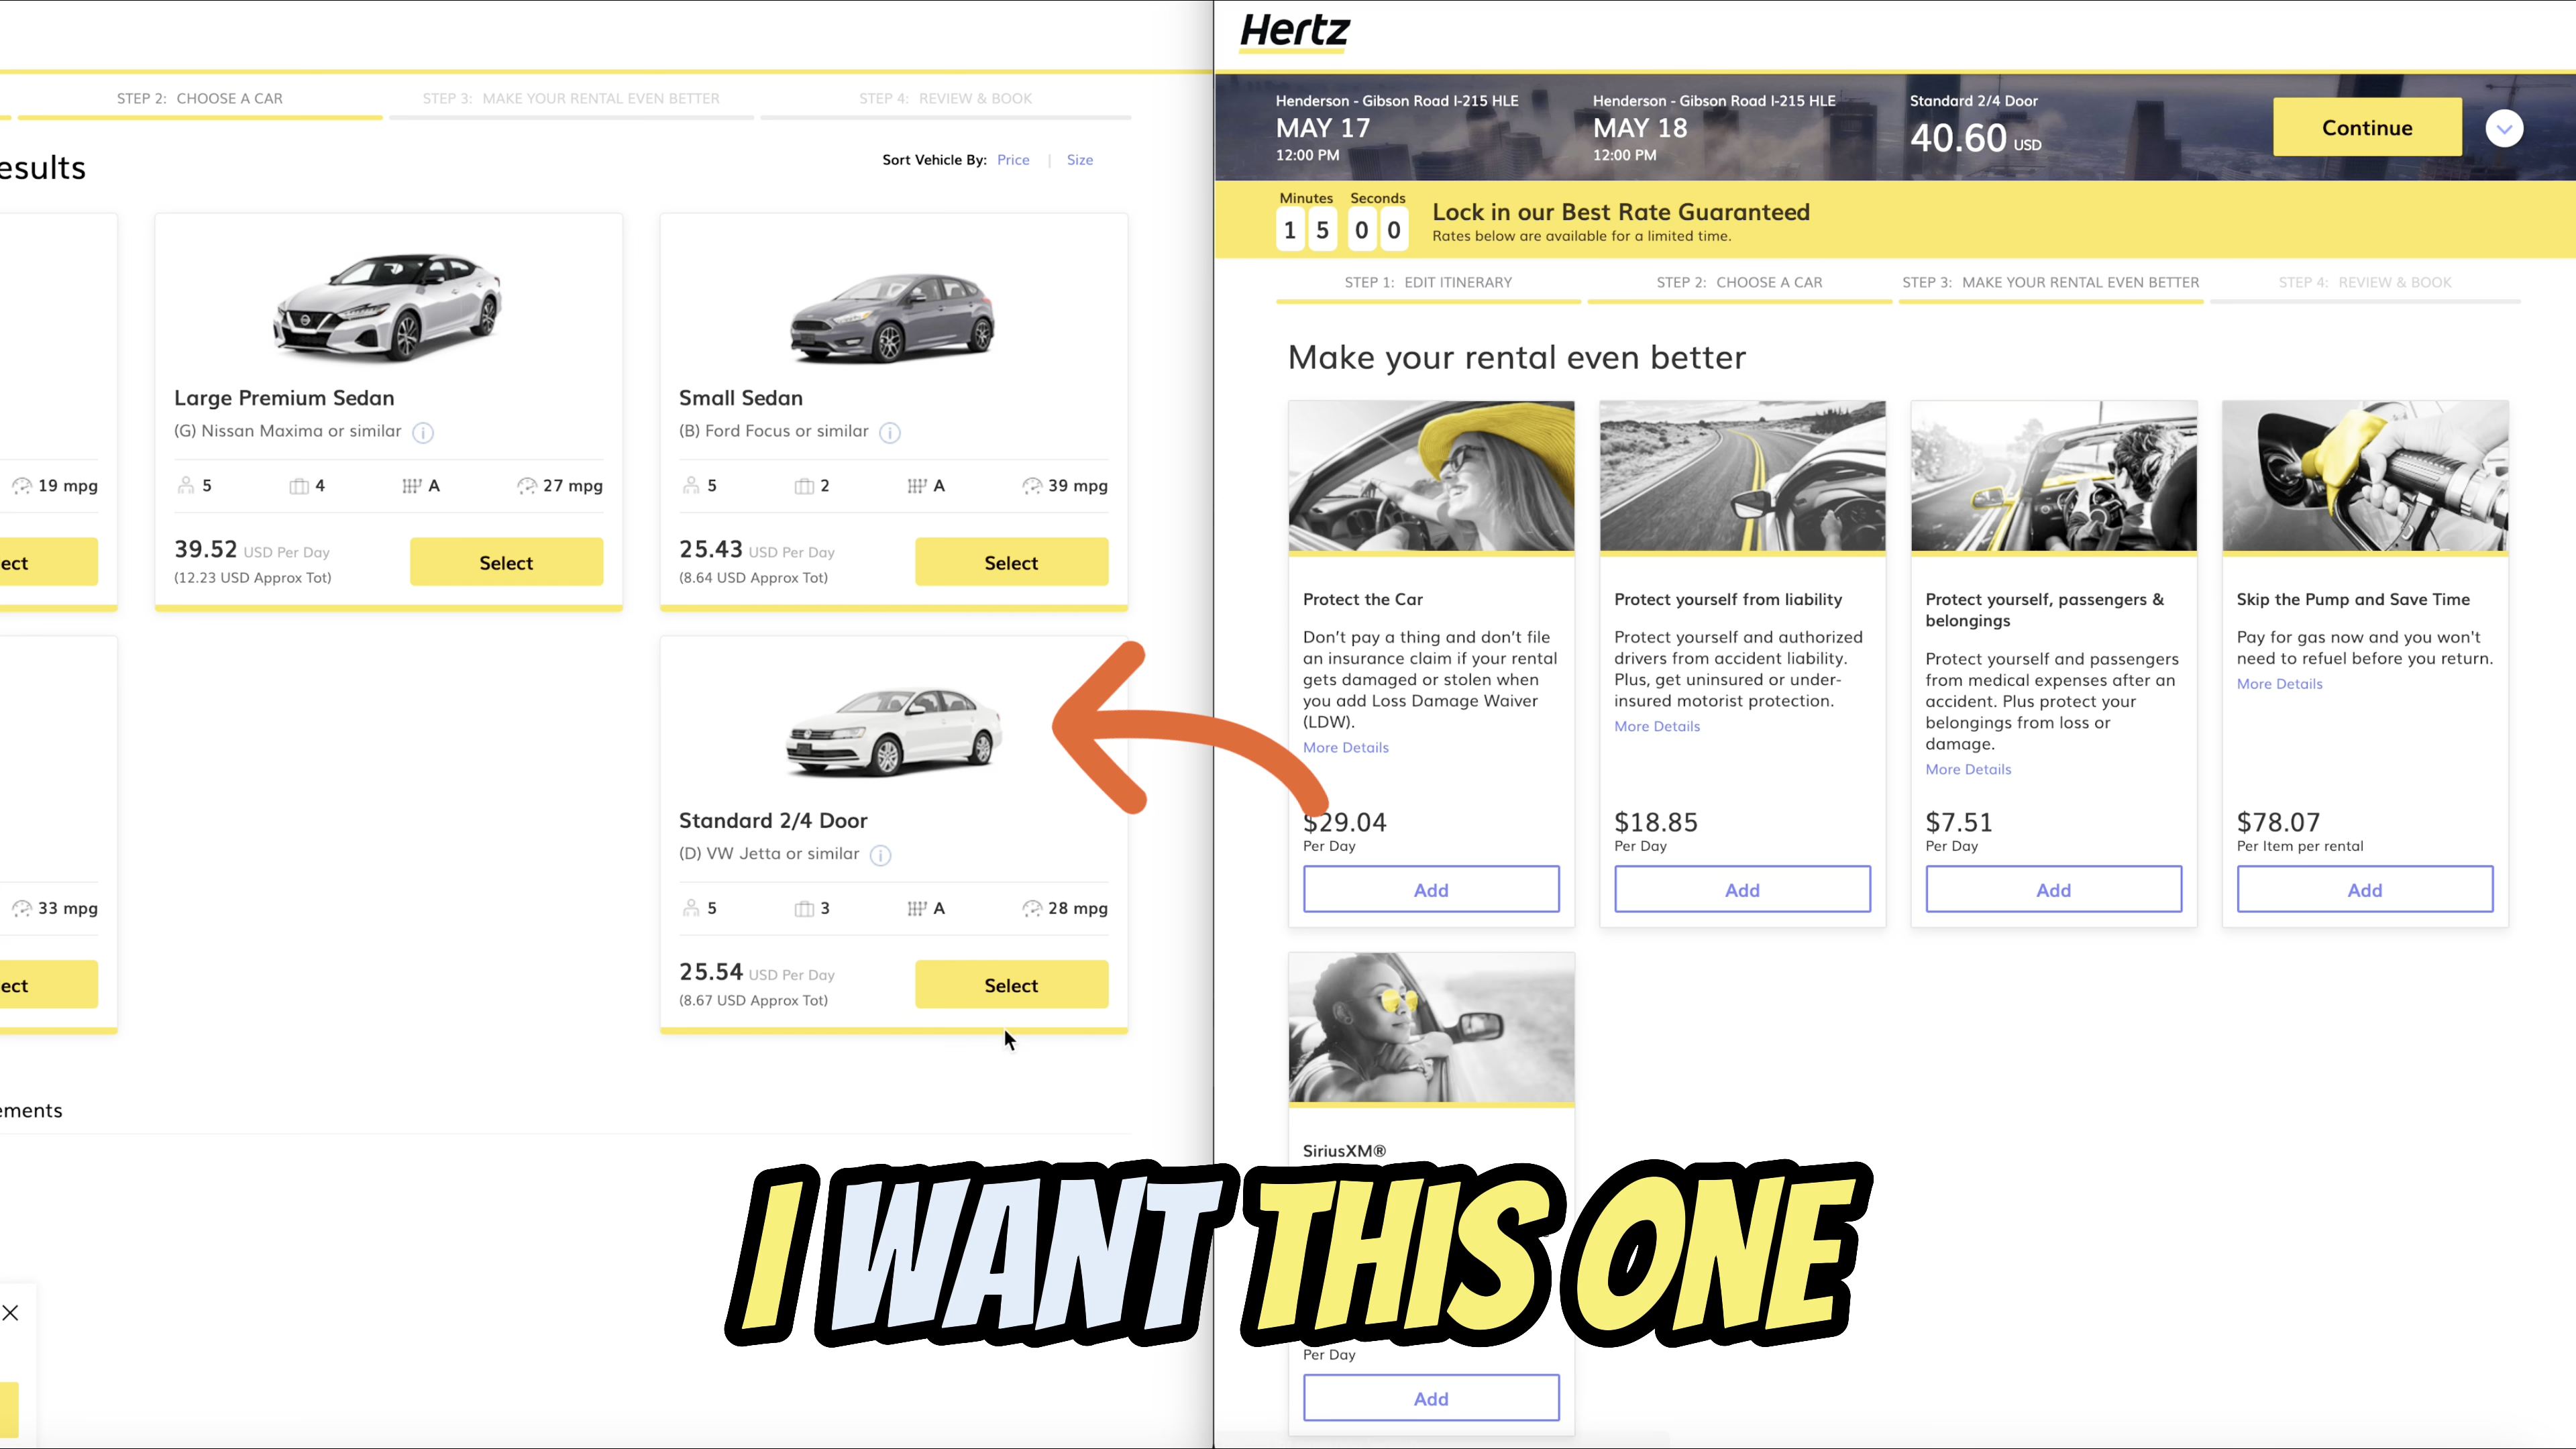 STEP 2: CHOOSE A CAR
STEP 3: MAKE YOUR RENTAL EVEN BETTER
STEP 4: REVIEW & BOOK
esults
Sort Vehicle By: Price | Size
19 mpg
ect
Large Premium Sedan
(G) Nissan Maxima or similar
5 4 A 27 mpg
39.52 USD Per Day
(12.23 USD Approx Tot)
Select
Small Sedan
(B) Ford Focus or similar
5 2 A 39 mpg
25.43 USD Per Day
(8.64 USD Approx Tot)
Select
33 mpg
ect
Standard 2/4 Door
(D) VW Jetta or similar
5 3 A 28 mpg
25.54 USD Per Day
(8.67 USD Approx Tot)
Select
ements
Hertz
Henderson - Gibson Road I-215 HLE
MAY 17
12:00 PM
Henderson - Gibson Road I-215 HLE
MAY 18
12:00 PM
Standard 2/4 Door
40.60 USD
Continue
Minutes Seconds
1 5 0 0
Lock in our Best Rate Guaranteed
Rates below are available for a limited time.
STEP 1: EDIT ITINERARY
STEP 2: CHOOSE A CAR
STEP 3: MAKE YOUR RENTAL EVEN BETTER
STEP 4: REVIEW & BOOK
Make your rental even better
Protect the Car
Don't pay a thing and don't file
an insurance claim if your rental
gets damaged or stolen when
you add Loss Damage Waiver
(LDW).
More Details
$29.04
Per Day
Add
Protect yourself from liability
Protect yourself and authorized
drivers from accident liability.
Plus, get uninsured or under-
insured motorist protection.
More Details
$18.85
Per Day
Add
Protect yourself, passengers &
belongings
Protect yourself and passengers
from medical expenses after an
accident. Plus protect your
belongings from loss or
damage.
More Details
$7.51
Per Day
Add
Skip the Pump and Save Time
Pay for gas now and you won't
need to refuel before you return.
More Details
$78.07
Per Item per rental
Add
SiriusXM®
Per Day
Add
I WANT THIS ONE